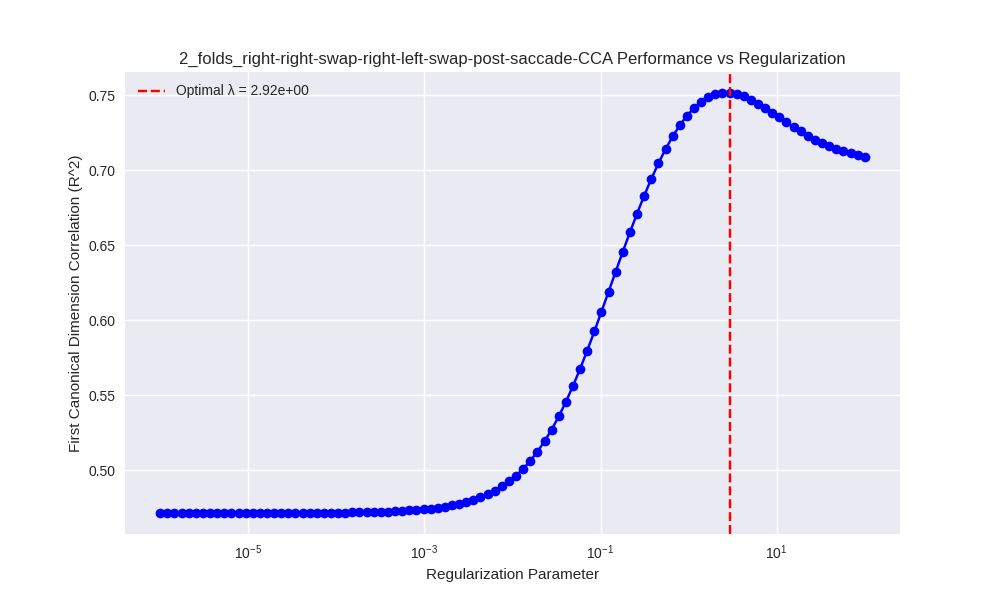 2_folds_right-right-swap-right-left-swap-post-saccade-CCA Performance vs Regularization
Optimal λ = 2.92e+00
First Canonical Dimension Correlation (R^2)
0.75
0.70
0.65
0.60
0.55
0.50
10⁻⁵
10⁻³
10⁻¹
10¹
Regularization Parameter